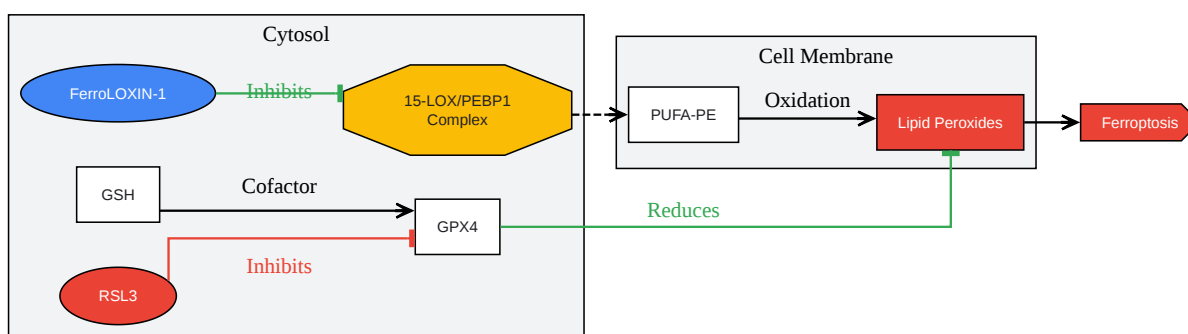 Cytosol
FerroLOXIN-1
Inhibits
15-LOX/PEBP1
Complex
Cell Membrane
PUFA-PE
Oxidation
Lipid Peroxides
Ferroptosis
GSH
Cofactor
GPX4
Reduces
Inhibits
RSL3